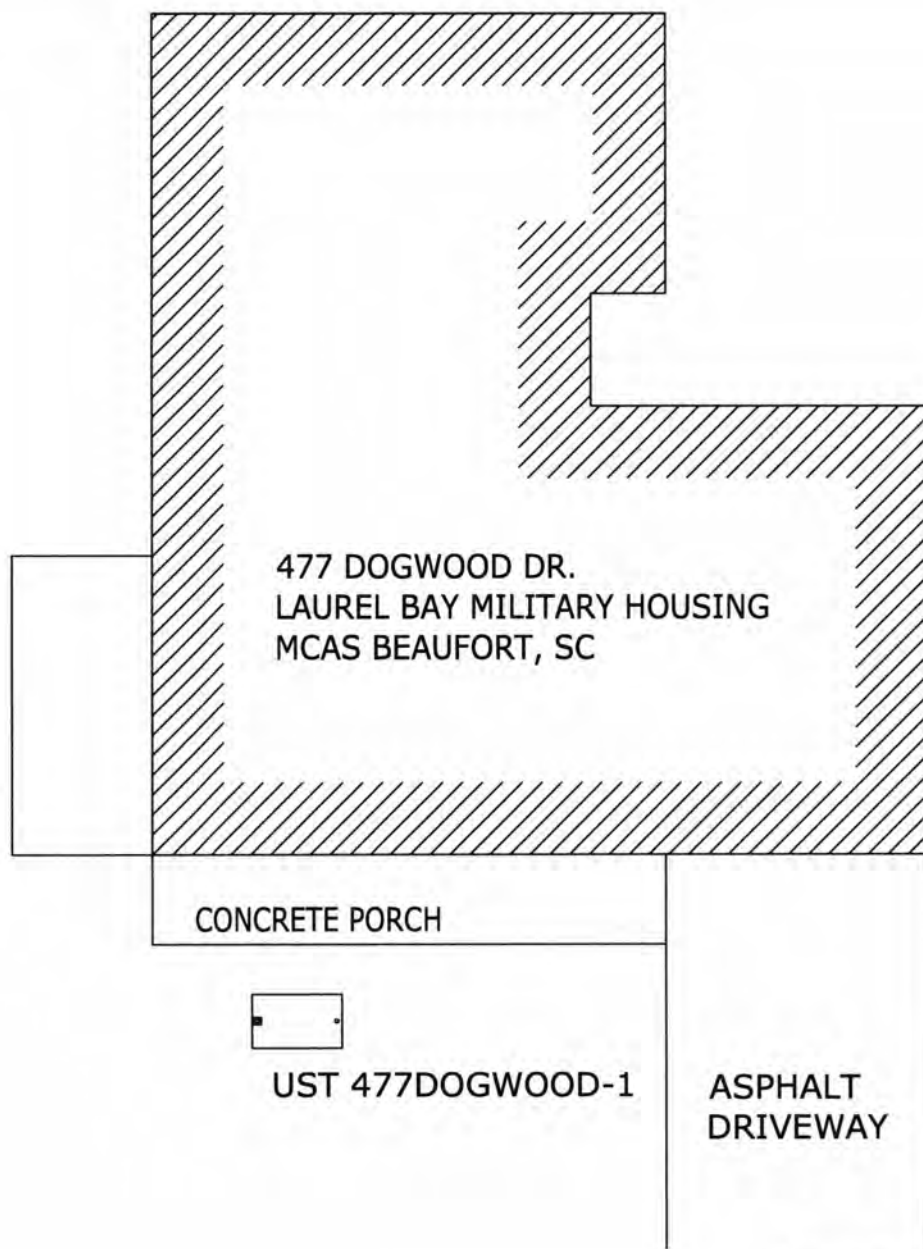 477 DOGWOOD DR.
LAUREL BAY MILITARY HOUSING
MCAS BEAUFORT, SC
CONCRETE PORCH
UST 477DOGWOOD-1
ASPHALT
DRIVEWAY